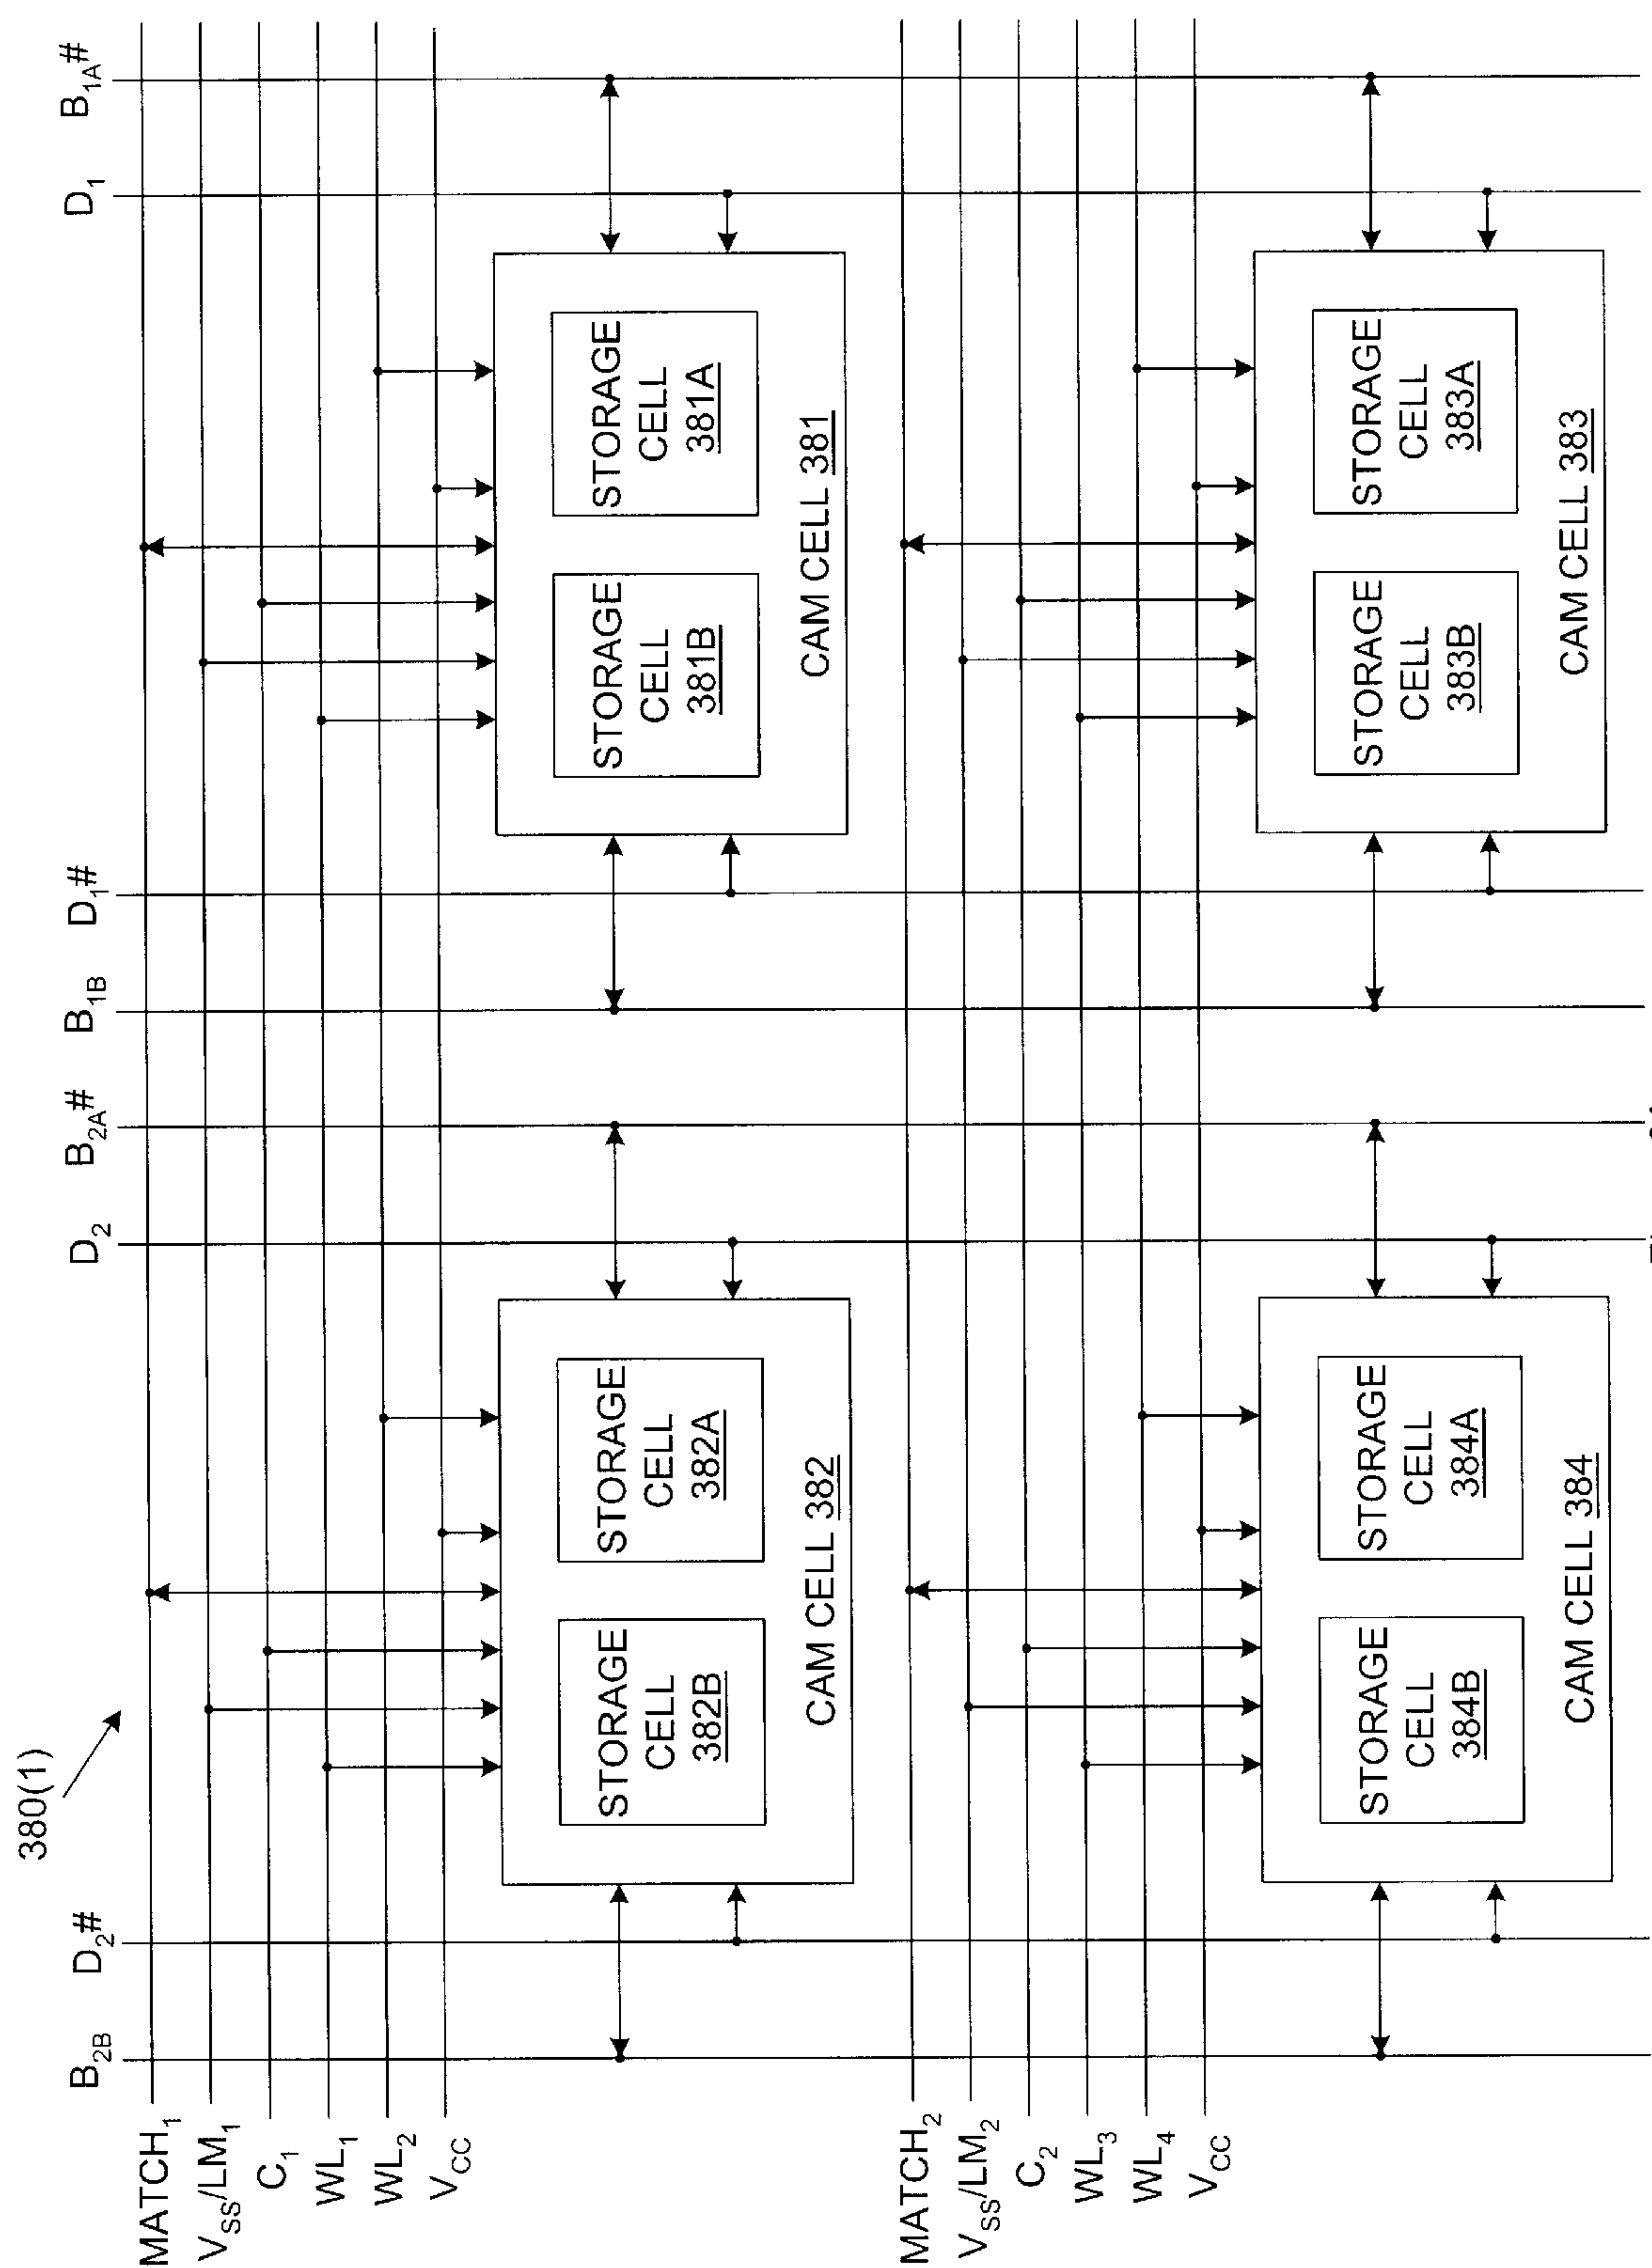 380(1)
B2B
D2#
D2
B2A#
B1B
D1#
D1
B1A#
MATCH1
VSS/LM1
C1
WL1
WL2
VCC
STORAGE
CELL
382B
STORAGE
CELL
382A
CAM CELL 382
STORAGE
CELL
381B
STORAGE
CELL
381A
CAM CELL 381
MATCH2
VSS/LM2
C2
WL3
WL4
VCC
STORAGE
CELL
384B
STORAGE
CELL
384A
CAM CELL 384
STORAGE
CELL
383B
STORAGE
CELL
383A
CAM CELL 383